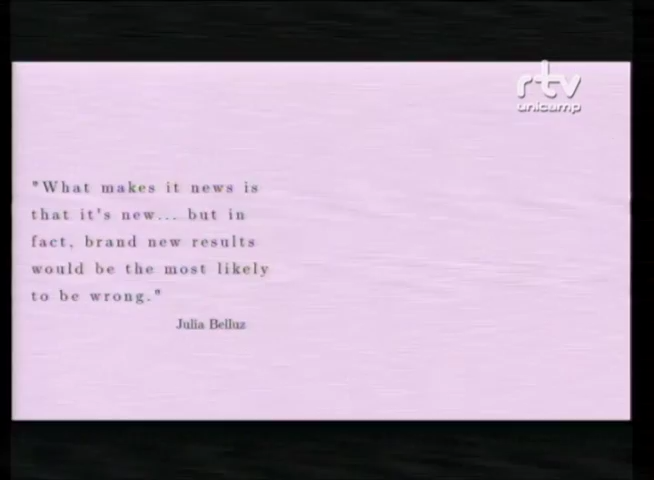 rtv
unicamp
"What makes it news is
that it's new... but in
fact, brand new results
would be the most likely
to be wrong."
Julia Belluz